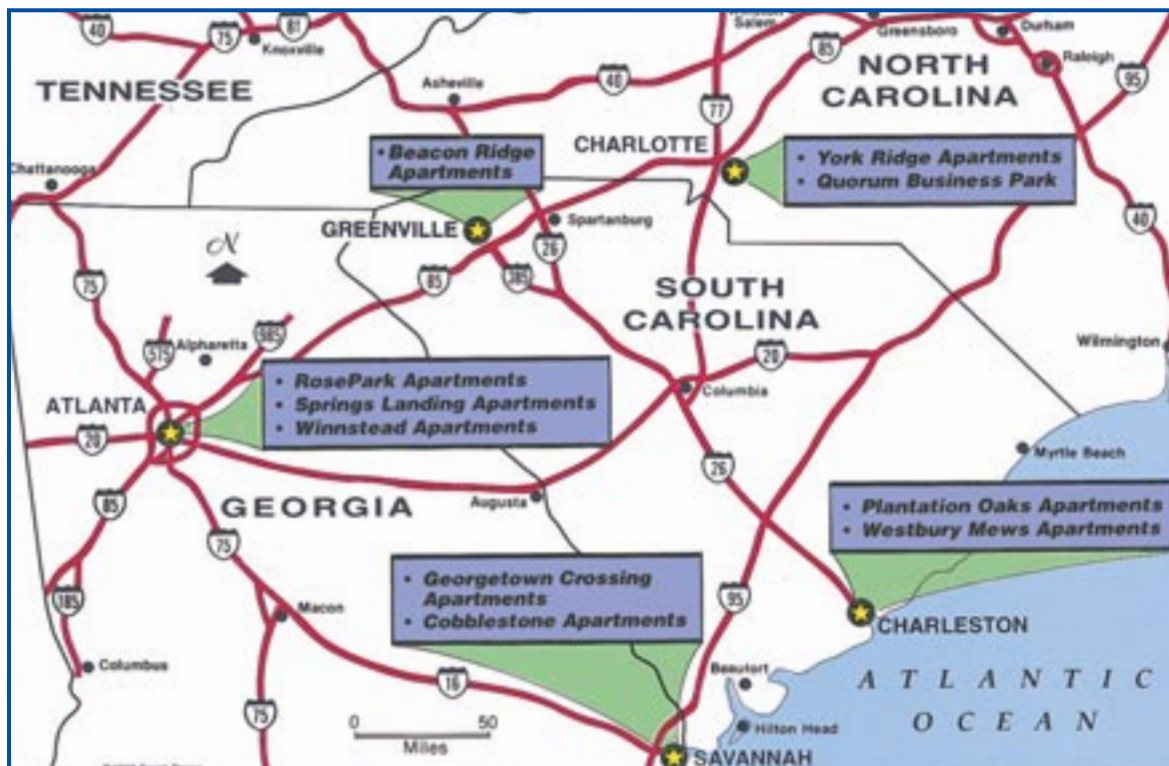 Winston
Salem
Greensboro
Durham
Raleigh
40
75
81
Knoxville
TENNESSEE
Asheville
40
85
NORTH
CAROLINA
95
77
Chattanooga
• Beacon Ridge
Apartments
CHARLOTTE
• York Ridge Apartments
• Quorum Business Park
GREENVILLE
Spartanburg
26
385
40
N
75
85
SOUTH
CAROLINA
575
985
Alpharetta
20
Wilmington
ATLANTA
• RosePark Apartments
• Springs Landing Apartments
• Winnstead Apartments
Columbia
20
26
Myrtle Beach
85
GEORGIA
Augusta
• Plantation Oaks Apartments
• Westbury Mews Apartments
75
• Georgetown Crossing
Apartments
• Cobblestone Apartments
95
185
Macon
CHARLESTON
Columbus
16
Beaufort
ATLANTIC
OCEAN
75
0 50
Miles
Hilton Head
SAVANNAH